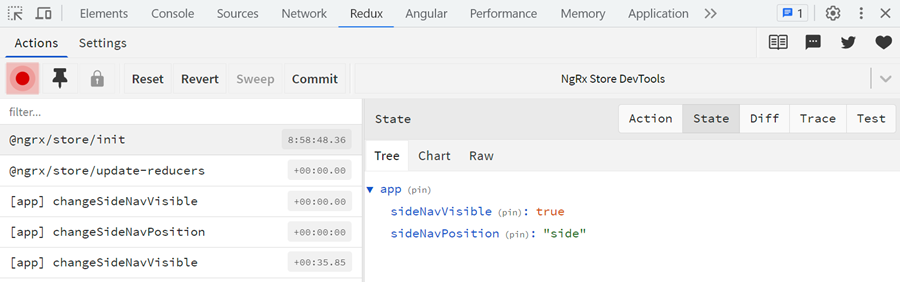 Elements Console Sources Network Redux Angular Performance Memory Application 1
Actions Settings
Reset Revert Sweep Commit NgRx Store DevTools
filter...
State Action State Diff Trace Test
@ngrx/store/init 8:58:48.36
Tree Chart Raw
@ngrx/store/update-reducers +00:00.00
app (pin)
[app] changeSideNavVisible +00:00.00
sideNavVisible (pin): true
[app] changeSideNavPosition +00:00:00
sideNavPosition (pin): "side"
[app] changeSideNavVisible +00:35.85